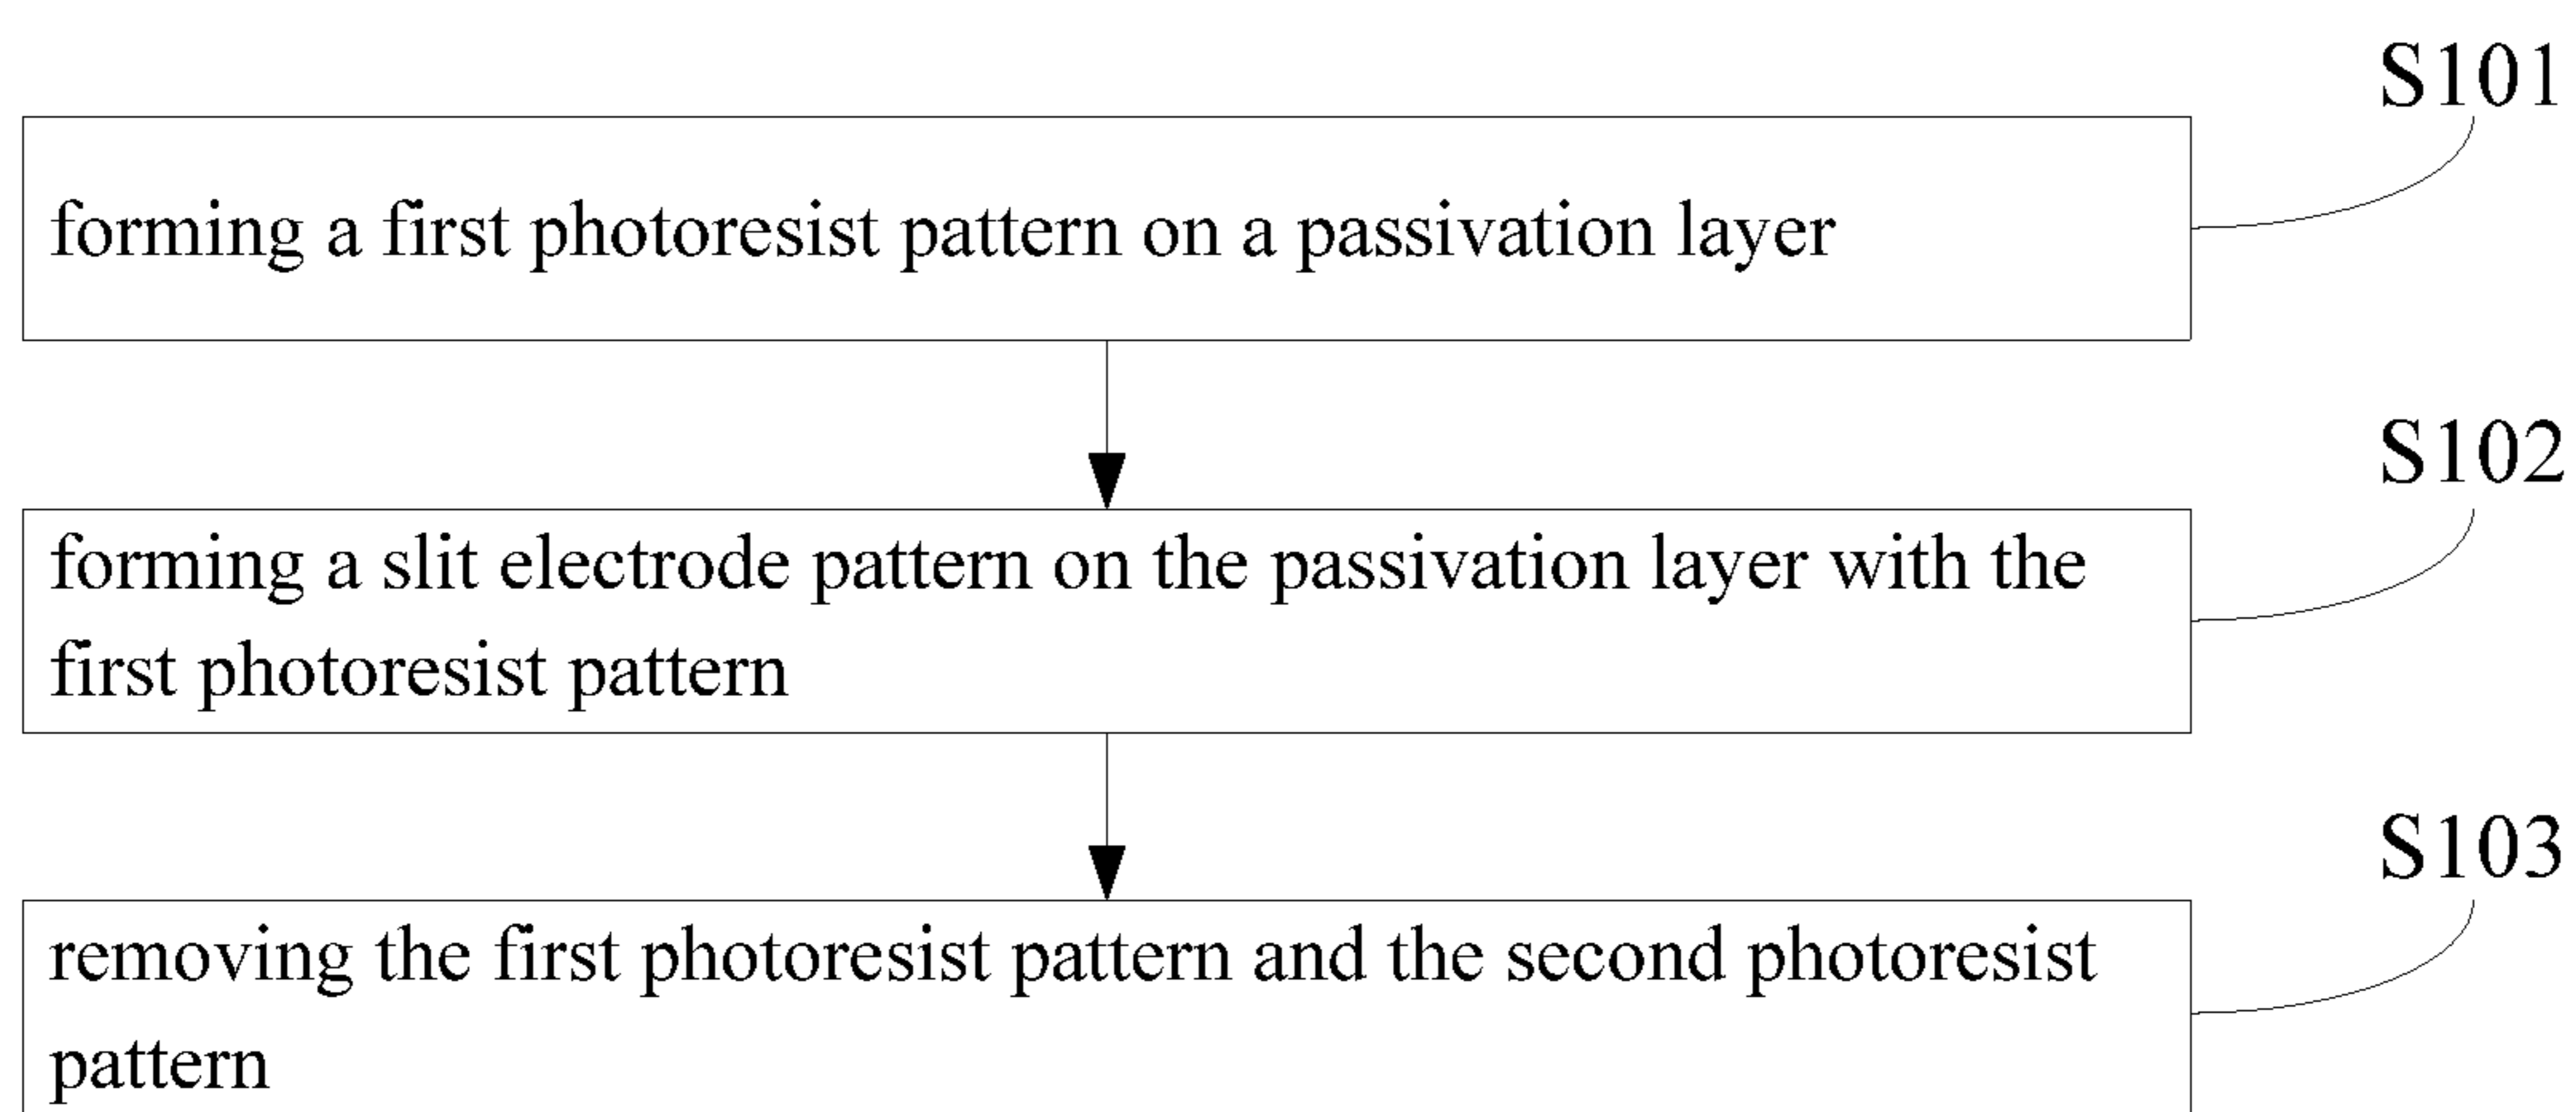 S101
forming a first photoresist pattern on a passivation layer
S102
forming a slit electrode pattern on the passivation layer with the
first photoresist pattern
S103
removing the first photoresist pattern and the second photoresist
pattern